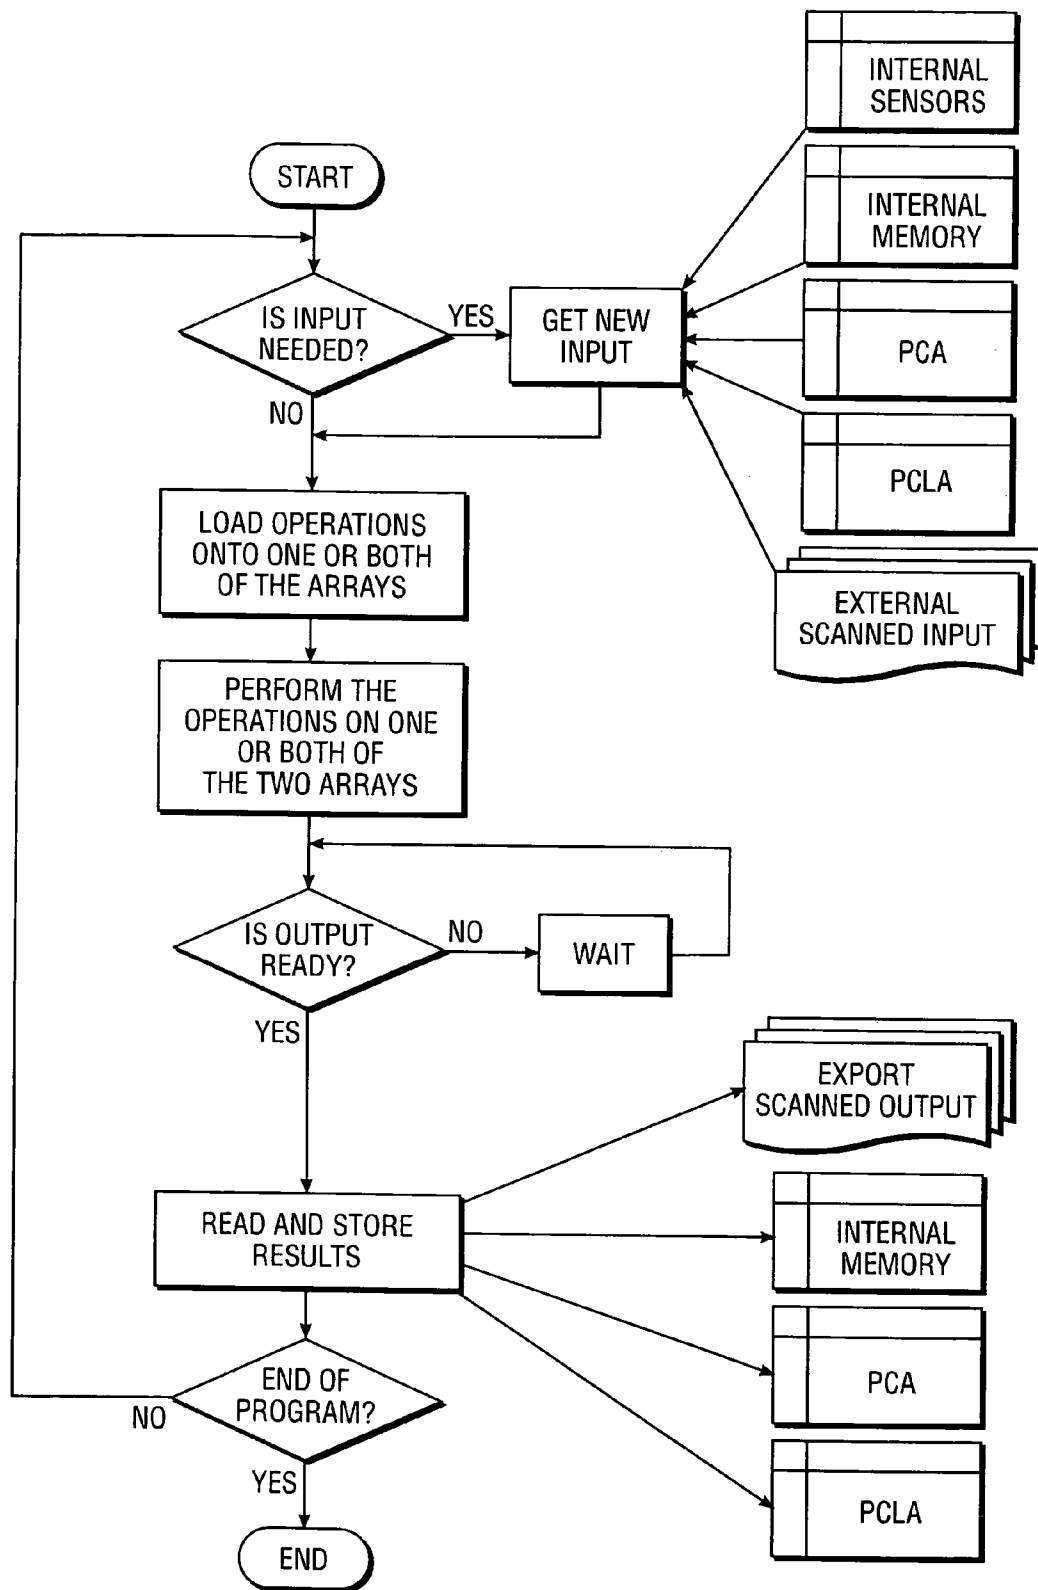 START
IS INPUT
NEEDED?
YES
NO
GET NEW
INPUT
INTERNAL
SENSORS
INTERNAL
MEMORY
PCA
PCLA
EXTERNAL
SCANNED INPUT
LOAD OPERATIONS
ONTO ONE OR BOTH
OF THE ARRAYS
PERFORM THE
OPERATIONS ON ONE
OR BOTH OF
THE TWO ARRAYS
IS OUTPUT
READY?
NO
WAIT
YES
READ AND STORE
RESULTS
EXPORT
SCANNED OUTPUT
INTERNAL
MEMORY
PCA
PCLA
END OF
PROGRAM?
NO
YES
END